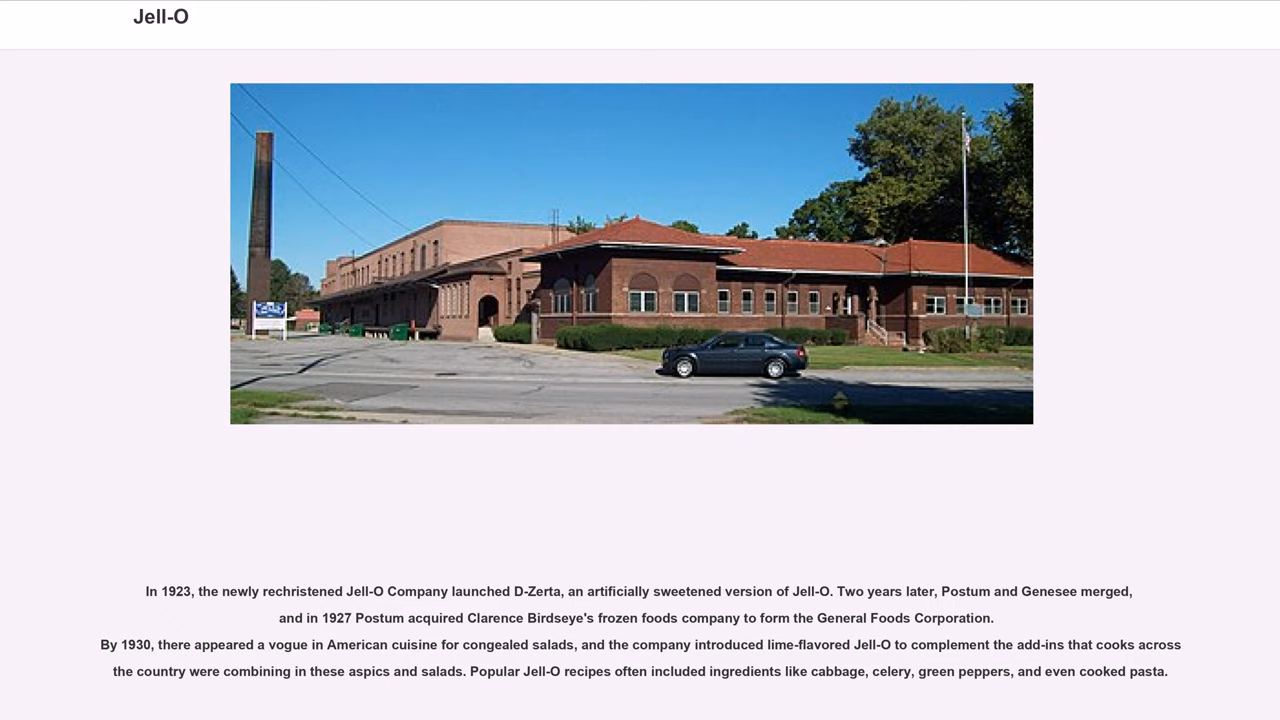 Jell-O
In 1923, the newly rechristened Jell-O Company launched D-Zerta, an artificially sweetened version of Jell-O. Two years later, Postum and Genesee merged,
and in 1927 Postum acquired Clarence Birdseye's frozen foods company to form the General Foods Corporation.
By 1930, there appeared a vogue in American cuisine for congealed salads, and the company introduced lime-flavored Jell-O to complement the add-ins that cooks across
the country were combining in these aspics and salads. Popular Jell-O recipes often included ingredients like cabbage, celery, green peppers, and even cooked pasta.